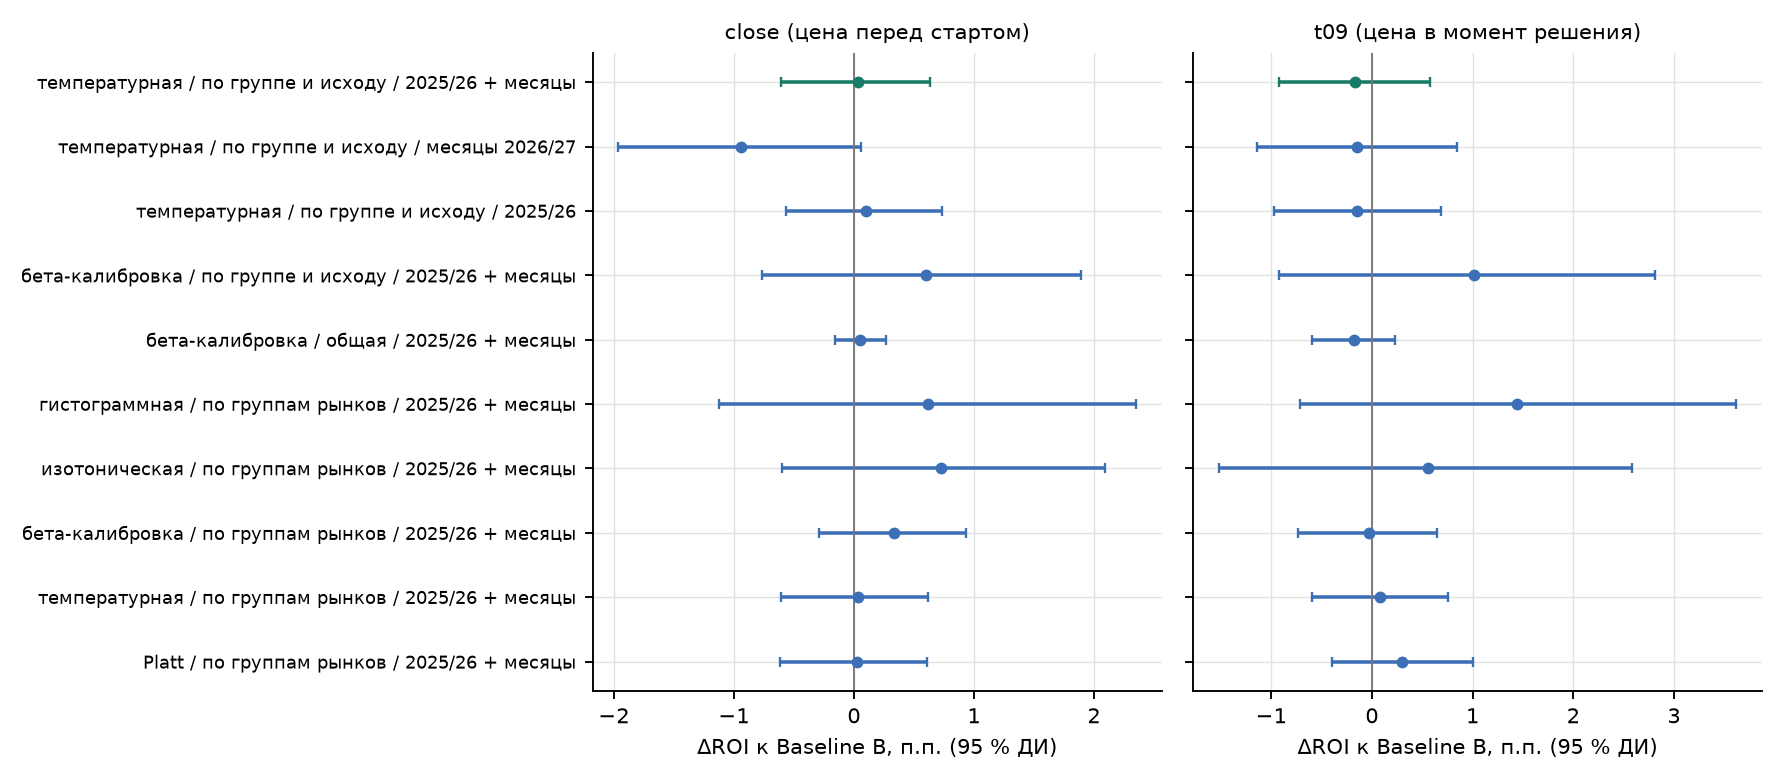 close (цена перед стартом)
t09 (цена в момент решения)
температурная / по группе и исходу / 2025/26 + месяцы
температурная / по группе и исходу / месяцы 2026/27
температурная / по группе и исходу / 2025/26
бета-калибровка / по группе и исходу / 2025/26 + месяцы
бета-калибровка / общая / 2025/26 + месяцы
гистограммная / по группам рынков / 2025/26 + месяцы
изотоническая / по группам рынков / 2025/26 + месяцы
бета-калибровка / по группам рынков / 2025/26 + месяцы
температурная / по группам рынков / 2025/26 + месяцы
Platt / по группам рынков / 2025/26 + месяцы
−2 −1 0 1 2
−1 0 1 2 3
ΔROI к Baseline B, п.п. (95 % ДИ)
ΔROI к Baseline B, п.п. (95 % ДИ)